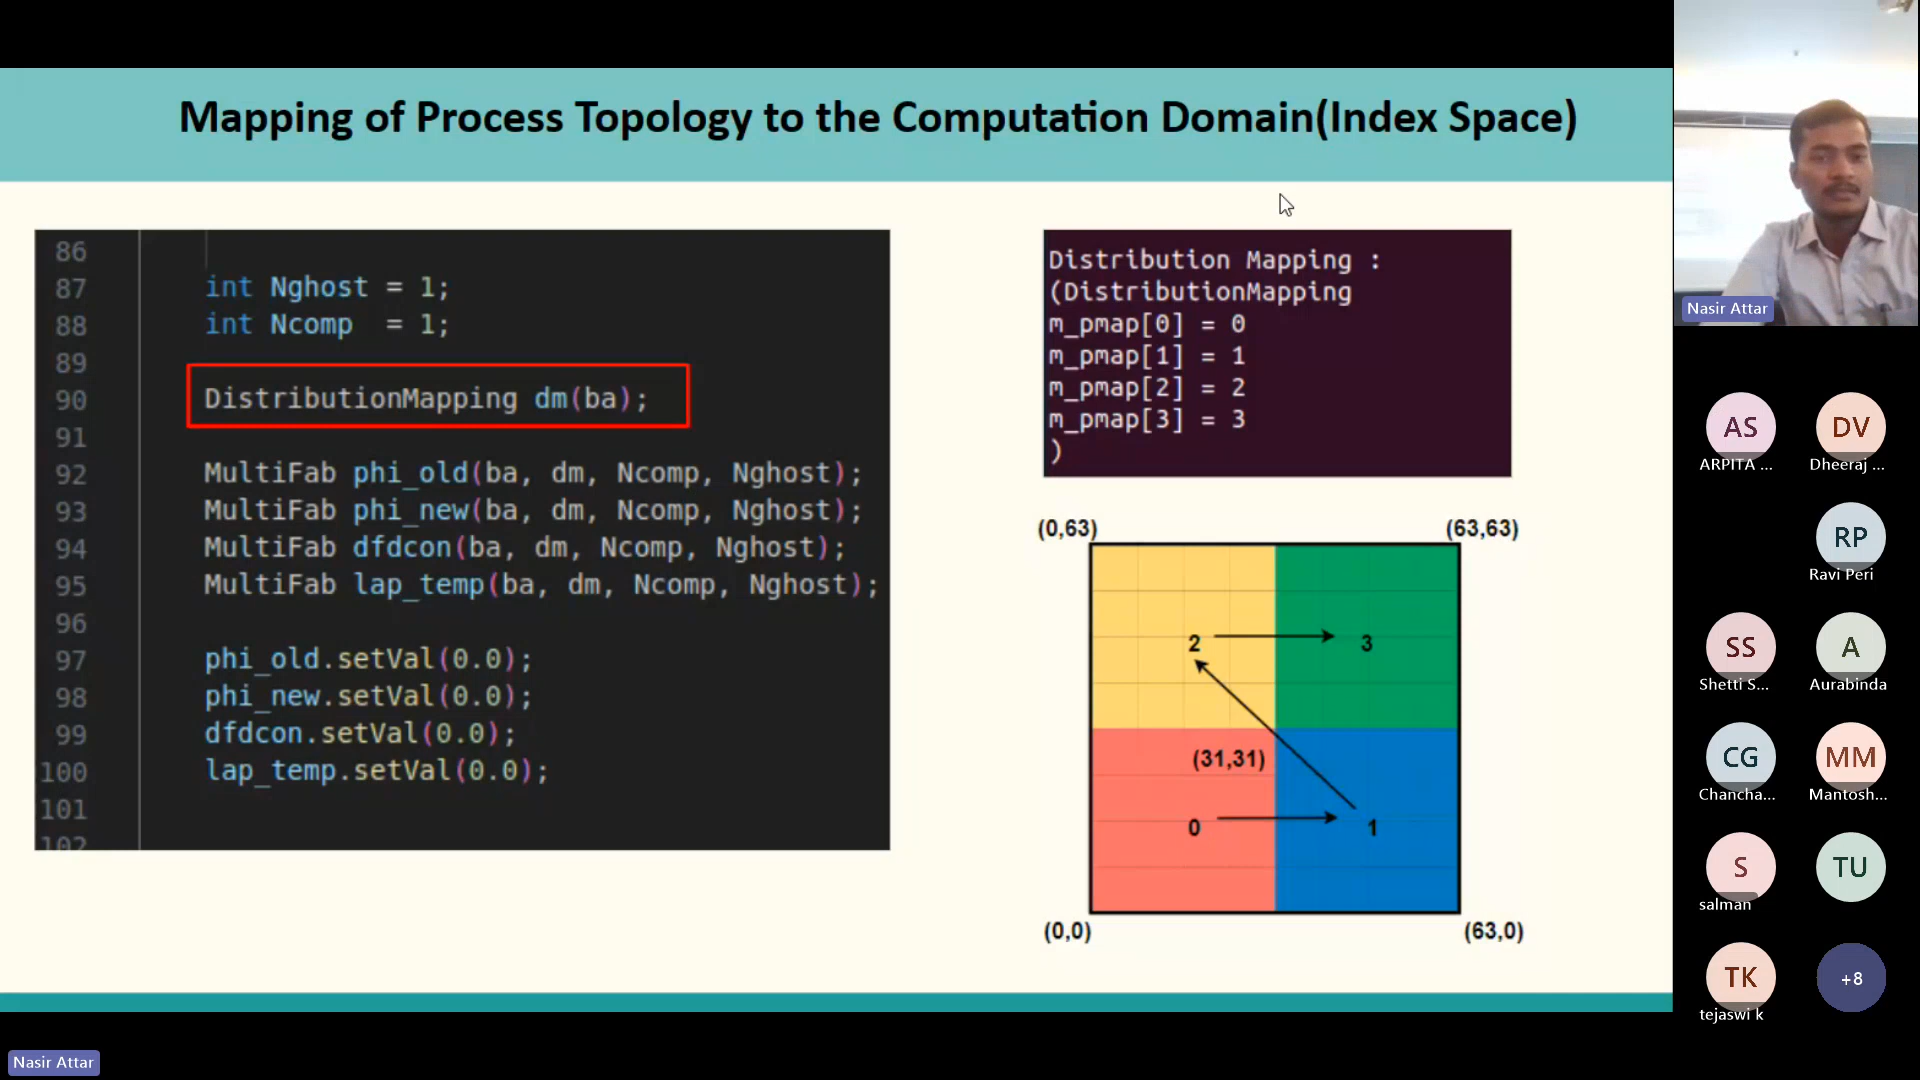 Mapping of Process Topology to the Computation Domain(Index Space)
86
87 int Nghost = 1;
88 int Ncomp  = 1;
89
90 DistributionMapping dm(ba);
91
92 MultiFab phi_old(ba, dm, Ncomp, Nghost);
93 MultiFab phi_new(ba, dm, Ncomp, Nghost);
94 MultiFab dfdcon(ba, dm, Ncomp, Nghost);
95 MultiFab lap_temp(ba, dm, Ncomp, Nghost);
96
97 phi_old.setVal(0.0);
98 phi_new.setVal(0.0);
99 dfdcon.setVal(0.0);
100 lap_temp.setVal(0.0);
101
102
Distribution Mapping :
(DistributionMapping
m_pmap[0] = 0
m_pmap[1] = 1
m_pmap[2] = 2
m_pmap[3] = 3
)
(0,63) (63,63)
2 3
(31,31)
0 1
(0,0) (63,0)
Nasir Attar
AS DV
ARPITA ... Dheeraj ...
RP
Ravi Peri
SS A
Shetti S... Aurabinda
CG MM
Chancha... Mantosh...
S TU
salman
TK +8
tejaswi k
Nasir Attar